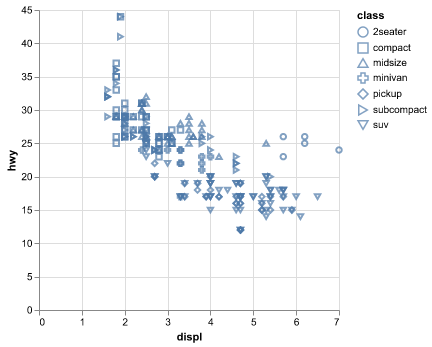 45
40
35
30
25
20
15
10
5
0
hwy
0 1 2 3 4 5 6 7
displ
class
2seater
compact
midsize
minivan
pickup
subcompact
suv